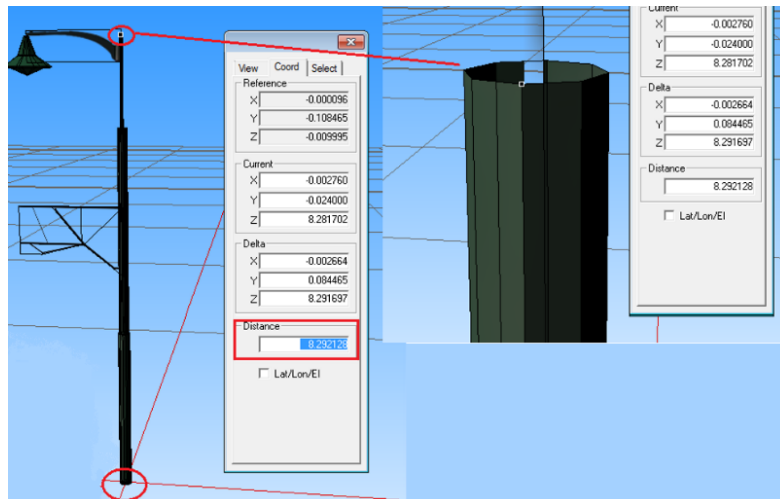 View Coord Select
Reference
X -0.000096
Y -0.108465
Z -0.009995
Current
X -0.002760
Y -0.024000
Z 8.281702
Delta
X -0.002664
Y 0.084465
Z 8.291697
Distance
8.292128
Lat/Lon/El
Current
X -0.002760
Y -0.024000
Z 8.281702
Delta
X -0.002664
Y 0.084465
Z 8.291697
Distance
8.292128
Lat/Lon/El